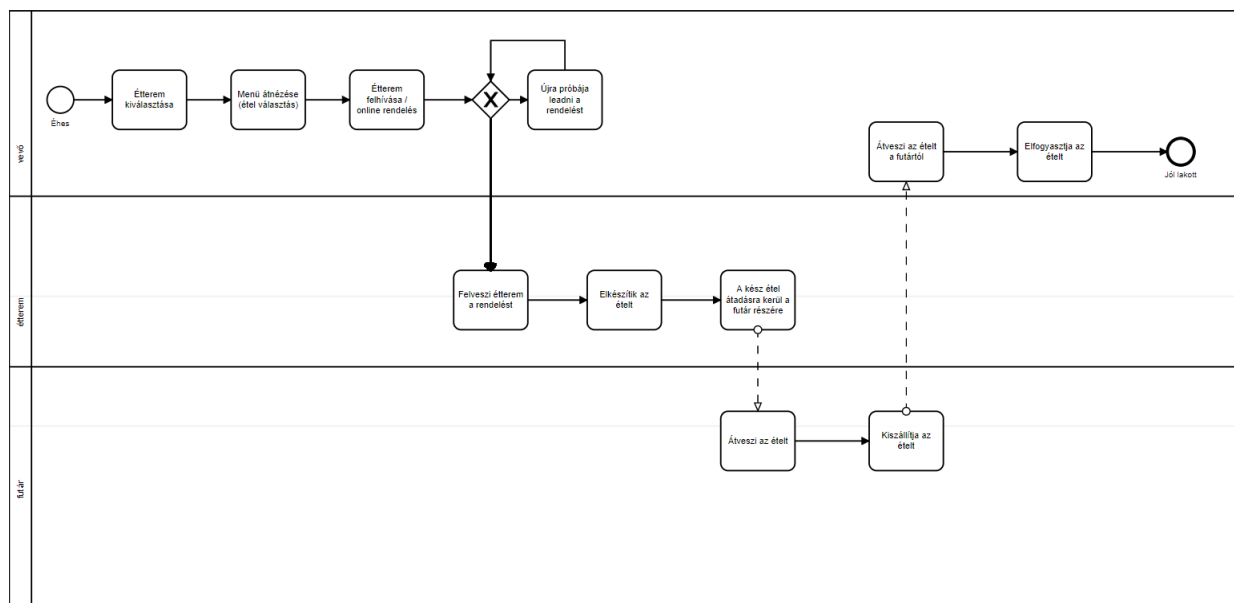 vevő
Éhes
Étterem
kiválasztása
Menü átnézése
(étel választás)
Étterem
felhívása /
online rendelés
X
Újra próbája
leadni a
rendelést
Átveszi az ételt
a futártól
Elfogyasztja az
ételt
Jól lakott
étterem
Felveszi étterem
a rendelést
Elkészítik az
ételt
A kész étel
átadásra kerül a
futár részére
futár
Átveszi az ételt
Kiszállítja az
ételt